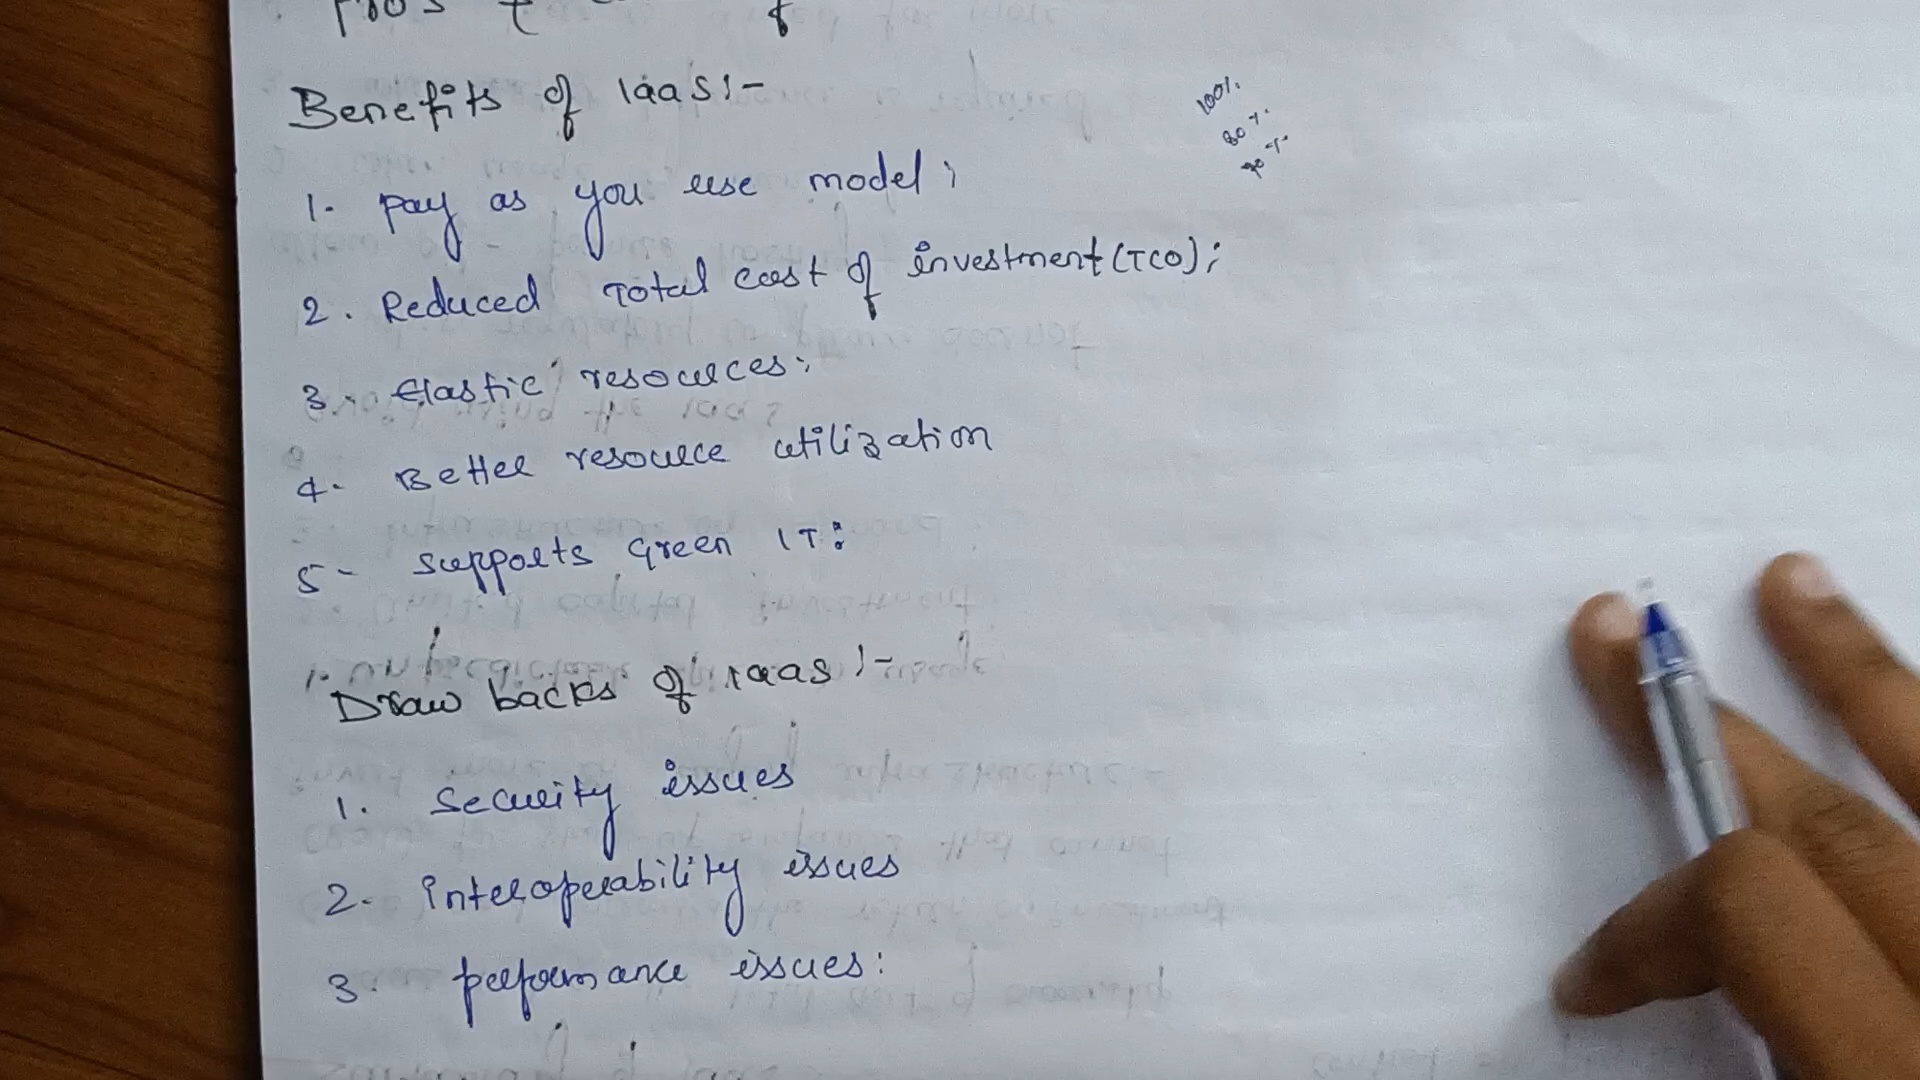 Benefits of IaaS:-
100%.
80%.
1. pay as you use model;
2. Reduced Total cost of investment (TCO);
3. Elastic resources:
4. Better resource utilization
5- supports Green IT:
Draw backs of IaaS:-
1. Security issues
2. interoperability issues
3. performance issues: